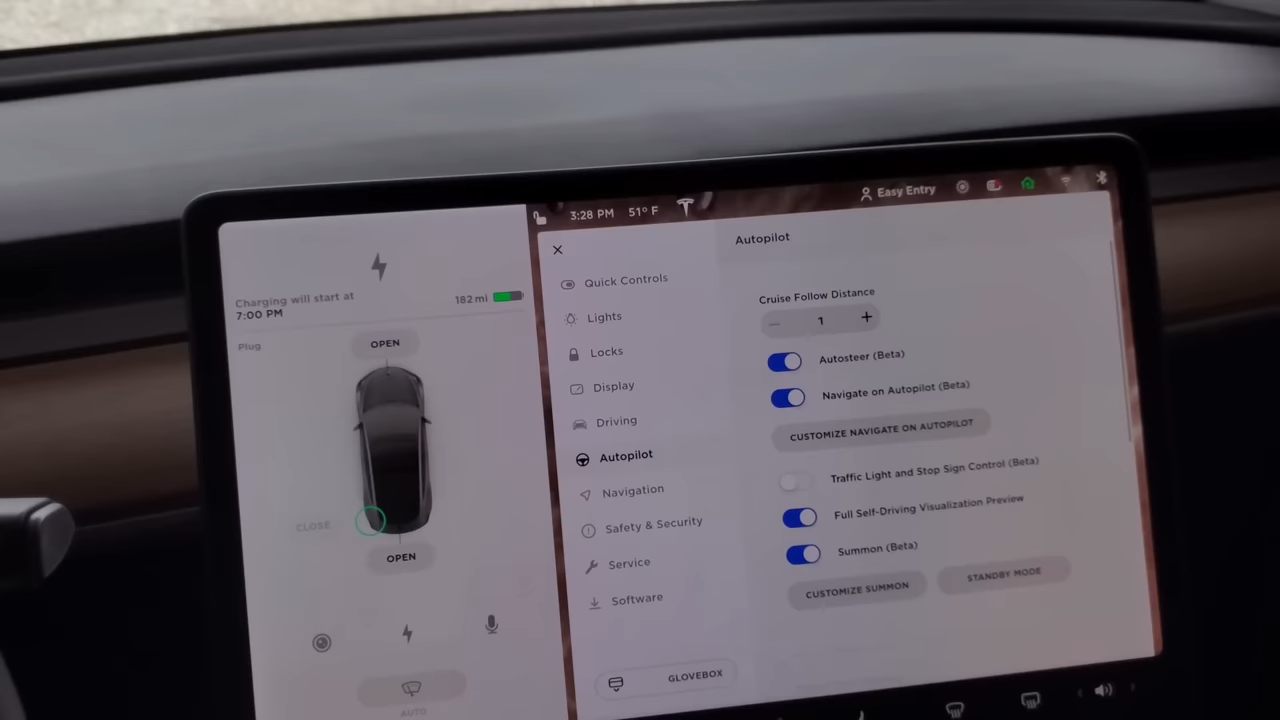 3:28 PM 51° F
Easy Entry
Charging will start at
7:00 PM
182 mi
Plug
OPEN
CLOSE
OPEN
AUTO
Quick Controls
Lights
Locks
Display
Driving
Autopilot
Navigation
Safety & Security
Service
Software
GLOVEBOX
Autopilot
Cruise Follow Distance
− 1 +
Autosteer (Beta)
Navigate on Autopilot (Beta)
CUSTOMIZE NAVIGATE ON AUTOPILOT
Traffic Light and Stop Sign Control (Beta)
Full Self-Driving Visualization Preview
Summon (Beta)
CUSTOMIZE SUMMON
STANDBY MODE